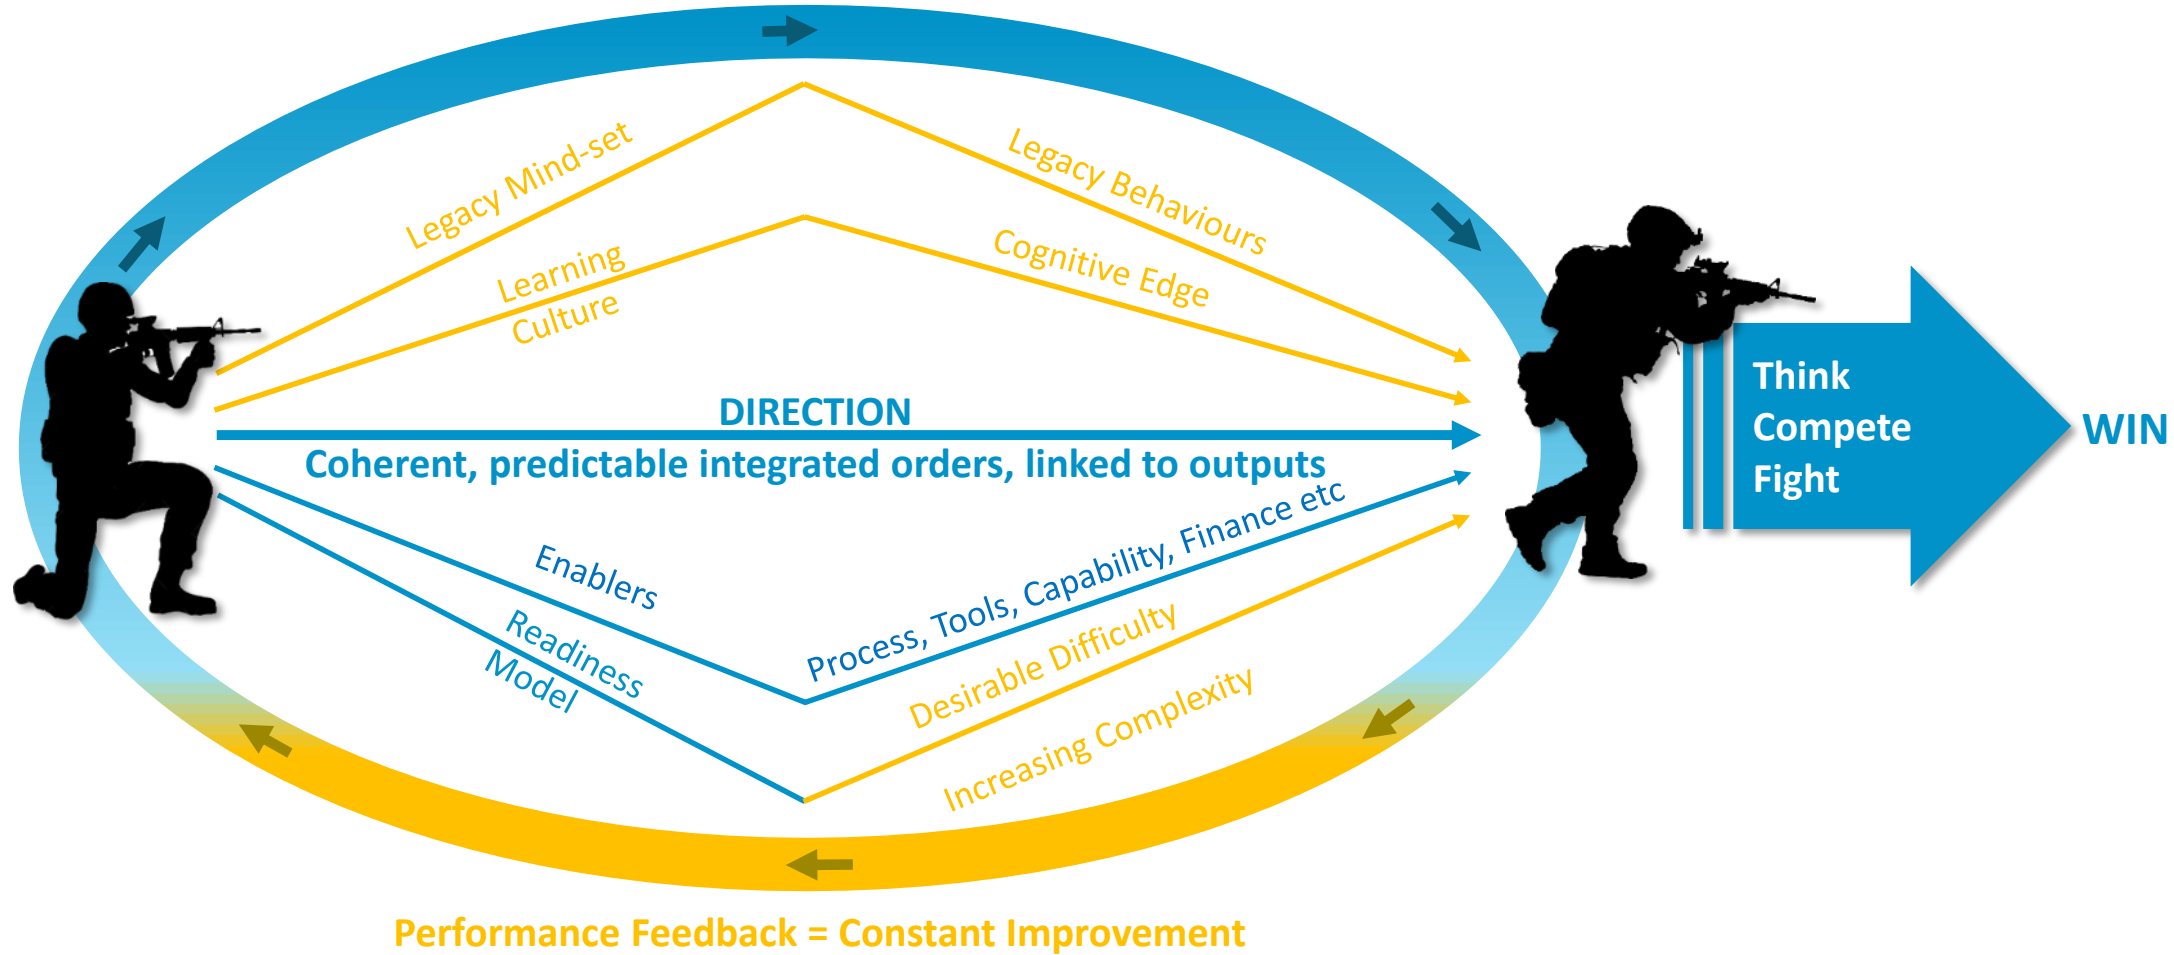 Legacy Mind-set
Legacy Behaviours
Learning
Culture
Cognitive Edge
DIRECTION
Coherent, predictable integrated orders, linked to outputs
Think
Compete
Fight
WIN
Enablers
Process, Tools, Capability, Finance etc
Readiness
Model
Desirable Difficulty
Increasing Complexity
Performance Feedback = Constant Improvement